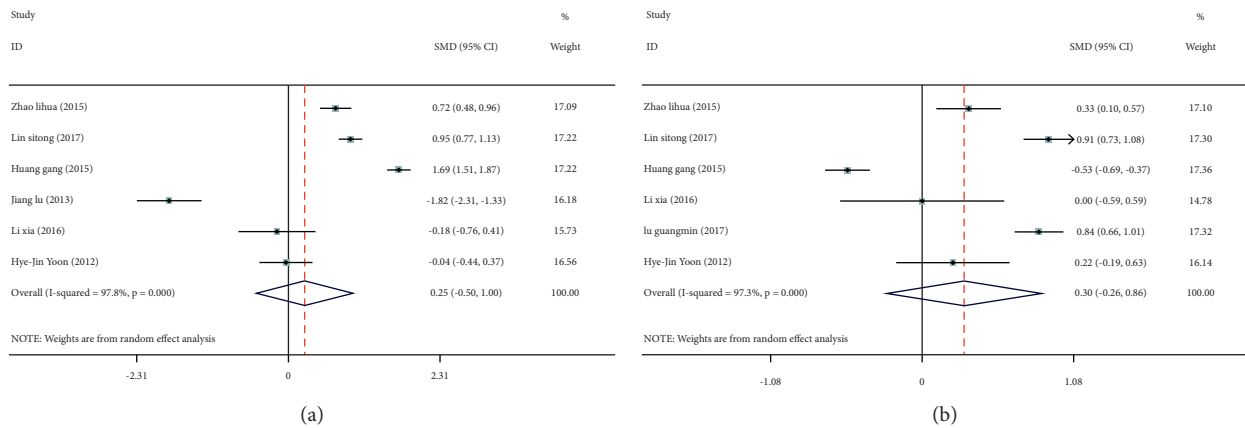 Study %
ID SMD (95% CI) Weight
Zhao lihua (2015) 0.72 (0.48, 0.96) 17.09
Lin sitong (2017) 0.95 (0.77, 1.13) 17.22
Huang gang (2015) 1.69 (1.51, 1.87) 17.22
Jiang lu (2013) -1.82 (-2.31, -1.33) 16.18
Li xia (2016) -0.18 (-0.76, 0.41) 15.73
Hye-Jin Yoon (2012) -0.04 (-0.44, 0.37) 16.56
Overall (I-squared = 97.8%, p = 0.000) 0.25 (-0.50, 1.00) 100.00
NOTE: Weights are from random effect analysis
-2.31 0 2.31
(a)
Study %
ID SMD (95% CI) Weight
Zhao lihua (2015) 0.33 (0.10, 0.57) 17.10
Lin sitong (2017) 0.91 (0.73, 1.08) 17.30
Huang gang (2015) -0.53 (-0.69, -0.37) 17.36
Li xia (2016) 0.00 (-0.59, 0.59) 14.78
lu guangmin (2017) 0.84 (0.66, 1.01) 17.32
Hye-Jin Yoon (2012) 0.22 (-0.19, 0.63) 16.14
Overall (I-squared = 97.3%, p = 0.000) 0.30 (-0.26, 0.86) 100.00
NOTE: Weights are from random effect analysis
-1.08 0 1.08
(b)